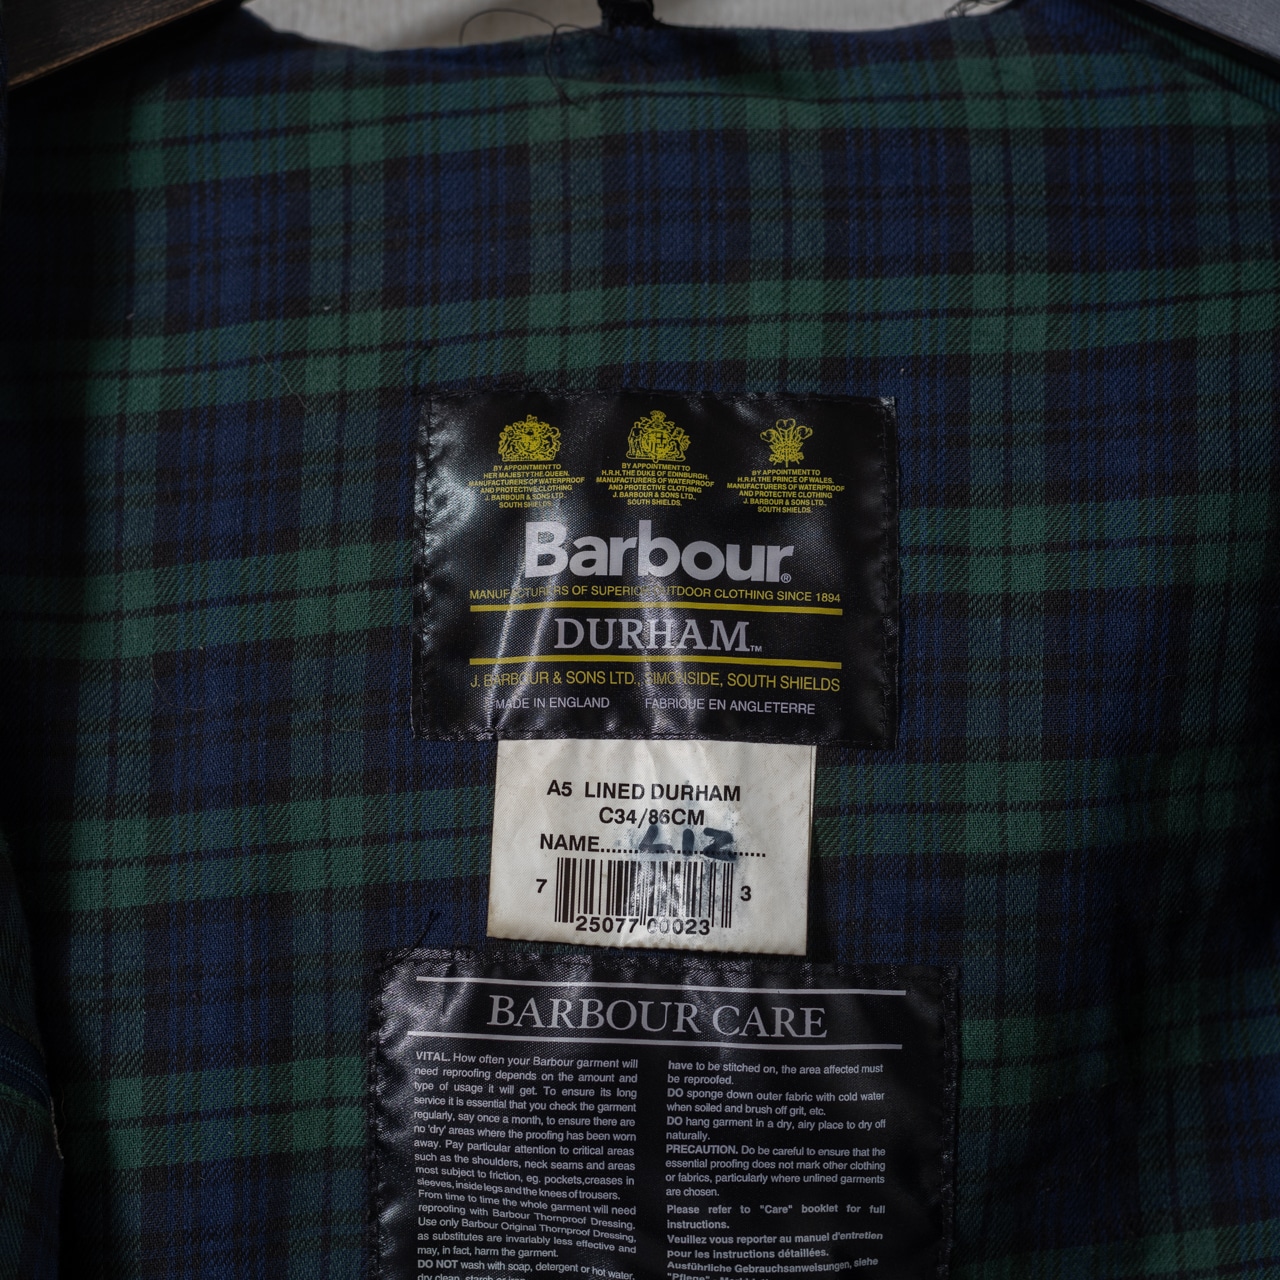 BY APPOINTMENT TO
HER MAJESTY THE QUEEN.
MANUFACTURERS OF WATERPROOF
AND PROTECTIVE CLOTHING
J. BARBOUR & SONS LTD.,
SOUTH SHIELDS.
BY APPOINTMENT TO
H.R.H. THE DUKE OF EDINBURGH.
MANUFACTURERS OF WATERPROOF
AND PROTECTIVE CLOTHING
J. BARBOUR & SONS LTD.,
SOUTH SHIELDS.
BY APPOINTMENT TO
H.R.H. THE PRINCE OF WALES.
MANUFACTURERS OF WATERPROOF
AND PROTECTIVE CLOTHING
J. BARBOUR & SONS LTD.,
SOUTH SHIELDS.
Barbour®
MANUFACTURERS OF SUPERIOR OUTDOOR CLOTHING SINCE 1894
DURHAM™
J. BARBOUR & SONS LTD., SIMONSIDE, SOUTH SHIELDS
MADE IN ENGLAND FABRIQUE EN ANGLETERRE
A5 LINED DURHAM
C34/86CM
NAME.......LIZ.....
7 25077 00023 3
BARBOUR CARE
VITAL. How often your Barbour garment will
need reproofing depends on the amount and
type of usage it will get. To ensure its long
service it is essential that you check the garment
regularly, say once a month, to ensure there are
no 'dry' areas where the proofing has been worn
away. Pay particular attention to critical areas
such as the shoulders, neck seams and areas
most subject to friction, eg. pockets,creases in
sleeves, inside legs and the knees of trousers.
From time to time the whole garment will need
reproofing with Barbour Thornproof Dressing.
Use only Barbour Original Thornproof Dressing,
as substitutes are invariably less effective and
may, in fact, harm the garment.
DO NOT wash with soap, detergent or hot water,
dry clean, starch or iron
have to be stitched on, the area affected must
be reproofed.
DO sponge down outer fabric with cold water
when soiled and brush off grit, etc.
DO hang garment in a dry, airy place to dry off
naturally.
PRECAUTION. Do be careful to ensure that the
essential proofing does not mark other clothing
or fabrics, particularly where unlined garments
are chosen.
Please refer to "Care" booklet for full
instructions.
Veuillez vous reporter au manuel d'entretien
pour les instructions détaillées.
Ausführliche Gebrauchsanweisungen, siehe
"Pflege"